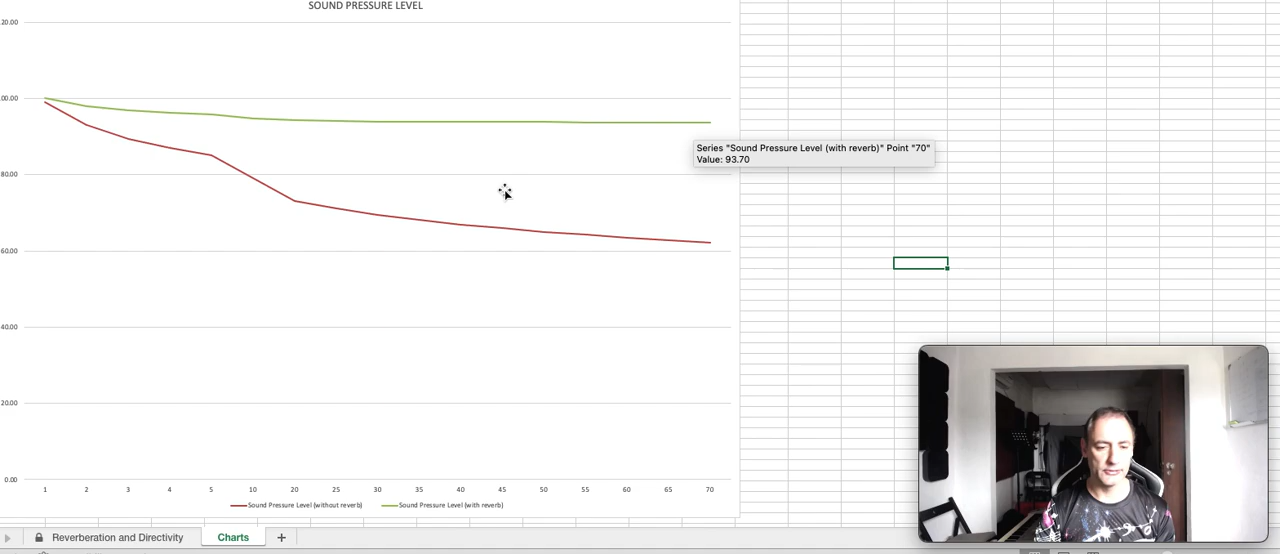 SOUND PRESSURE LEVEL
20.00
00.00
Series "Sound Pressure Level (with reverb)" Point "70"
Value: 93.70
80.00
60.00
40.00
20.00
0.00
1 2 3 4 5 10 20 25 30 35 40 45 50 55 60 65 70
Sound Pressure Level (without reverb) Sound Pressure Level (with reverb)
Reverberation and Directivity Charts +